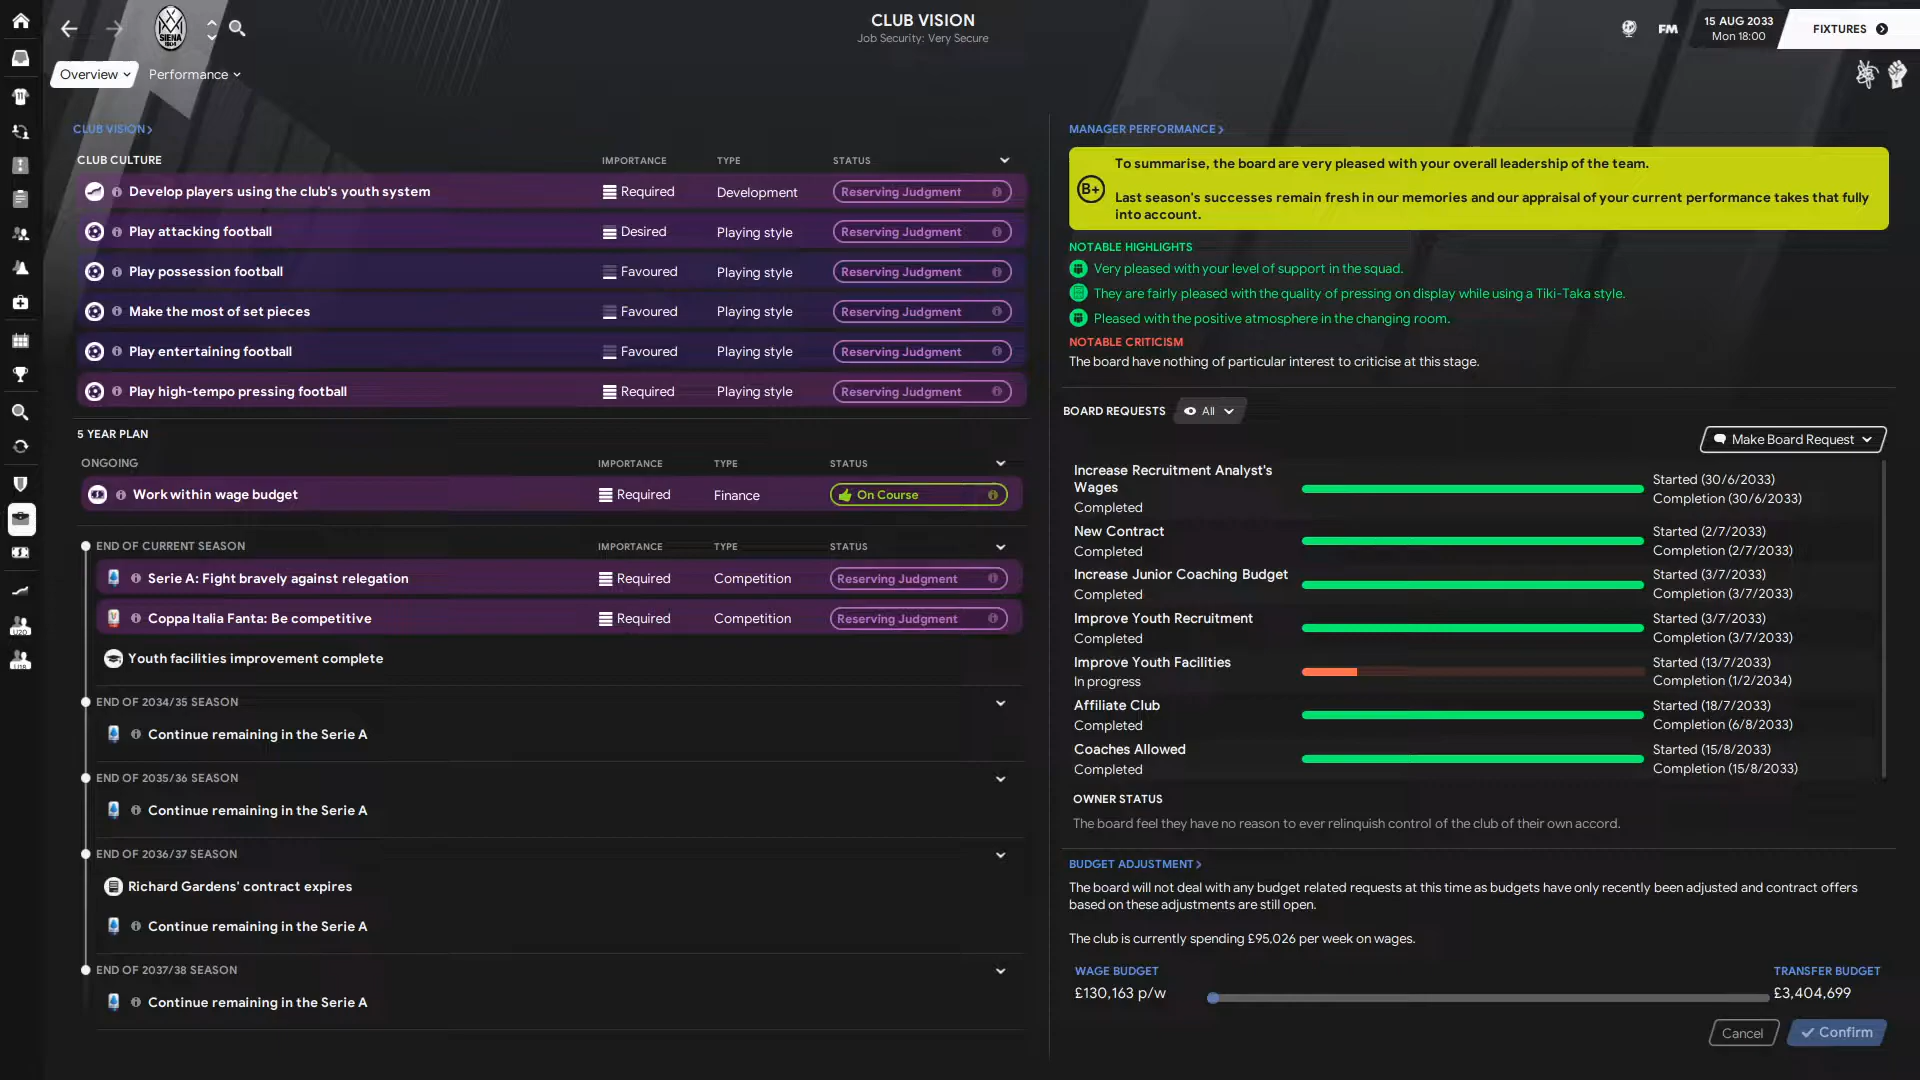 CLUB VISION
Job Security: Very Secure
SIENA
1904
FM
15 AUG 2033
Mon 18:00
FIXTURES
Overview
Performance
CLUB VISION
CLUB CULTURE IMPORTANCE TYPE STATUS
Develop players using the club's youth system Required Development Reserving Judgment
Play attacking football Desired Playing style Reserving Judgment
Play possession football Favoured Playing style Reserving Judgment
Make the most of set pieces Favoured Playing style Reserving Judgment
Play entertaining football Favoured Playing style Reserving Judgment
Play high-tempo pressing football Required Playing style Reserving Judgment
5 YEAR PLAN
ONGOING IMPORTANCE TYPE STATUS
Work within wage budget Required Finance On Course
END OF CURRENT SEASON IMPORTANCE TYPE STATUS
Serie A: Fight bravely against relegation Required Competition Reserving Judgment
Coppa Italia Fanta: Be competitive Required Competition Reserving Judgment
Youth facilities improvement complete
END OF 2034/35 SEASON
Continue remaining in the Serie A
END OF 2035/36 SEASON
Continue remaining in the Serie A
END OF 2036/37 SEASON
Richard Gardens' contract expires
Continue remaining in the Serie A
END OF 2037/38 SEASON
Continue remaining in the Serie A
MANAGER PERFORMANCE
B+
To summarise, the board are very pleased with your overall leadership of the team.
Last season's successes remain fresh in our memories and our appraisal of your current performance takes that fully
into account.
NOTABLE HIGHLIGHTS
Very pleased with your level of support in the squad.
They are fairly pleased with the quality of pressing on display while using a Tiki-Taka style.
Pleased with the positive atmosphere in the changing room.
NOTABLE CRITICISM
The board have nothing of particular interest to criticise at this stage.
BOARD REQUESTS All
Make Board Request
Increase Recruitment Analyst's
Wages
Completed
Started (30/6/2033)
Completion (30/6/2033)
New Contract
Completed
Started (2/7/2033)
Completion (2/7/2033)
Increase Junior Coaching Budget
Completed
Started (3/7/2033)
Completion (3/7/2033)
Improve Youth Recruitment
Completed
Started (3/7/2033)
Completion (3/7/2033)
Improve Youth Facilities
In progress
Started (13/7/2033)
Completion (1/2/2034)
Affiliate Club
Completed
Started (18/7/2033)
Completion (6/8/2033)
Coaches Allowed
Completed
Started (15/8/2033)
Completion (15/8/2033)
OWNER STATUS
The board feel they have no reason to ever relinquish control of the club of their own accord.
BUDGET ADJUSTMENT
The board will not deal with any budget related requests at this time as budgets have only recently been adjusted and contract offers
based on these adjustments are still open.
The club is currently spending £95,026 per week on wages.
WAGE BUDGET
£130,163 p/w
TRANSFER BUDGET
£3,404,699
Cancel
Confirm
11
U20
U18